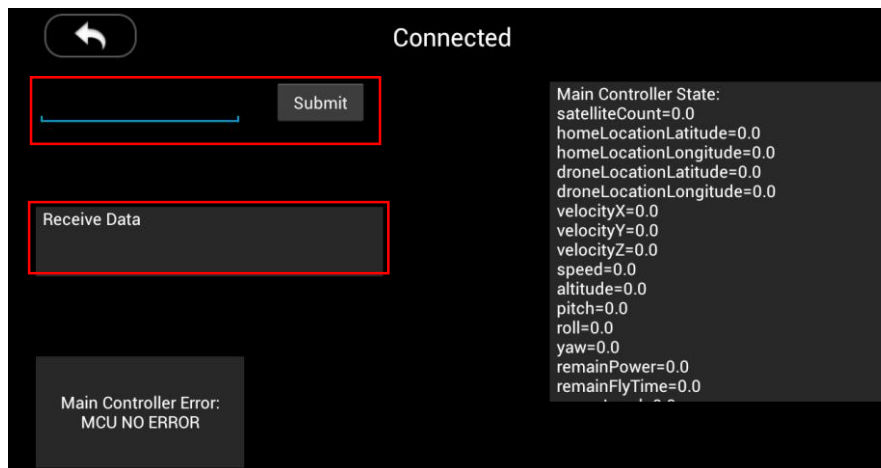 Connected
Submit
Receive Data
Main Controller Error:
MCU NO ERROR
Main Controller State:
satelliteCount=0.0
homeLocationLatitude=0.0
homeLocationLongitude=0.0
droneLocationLatitude=0.0
droneLocationLongitude=0.0
velocityX=0.0
velocityY=0.0
velocityZ=0.0
speed=0.0
altitude=0.0
pitch=0.0
roll=0.0
yaw=0.0
remainPower=0.0
remainFlyTime=0.0